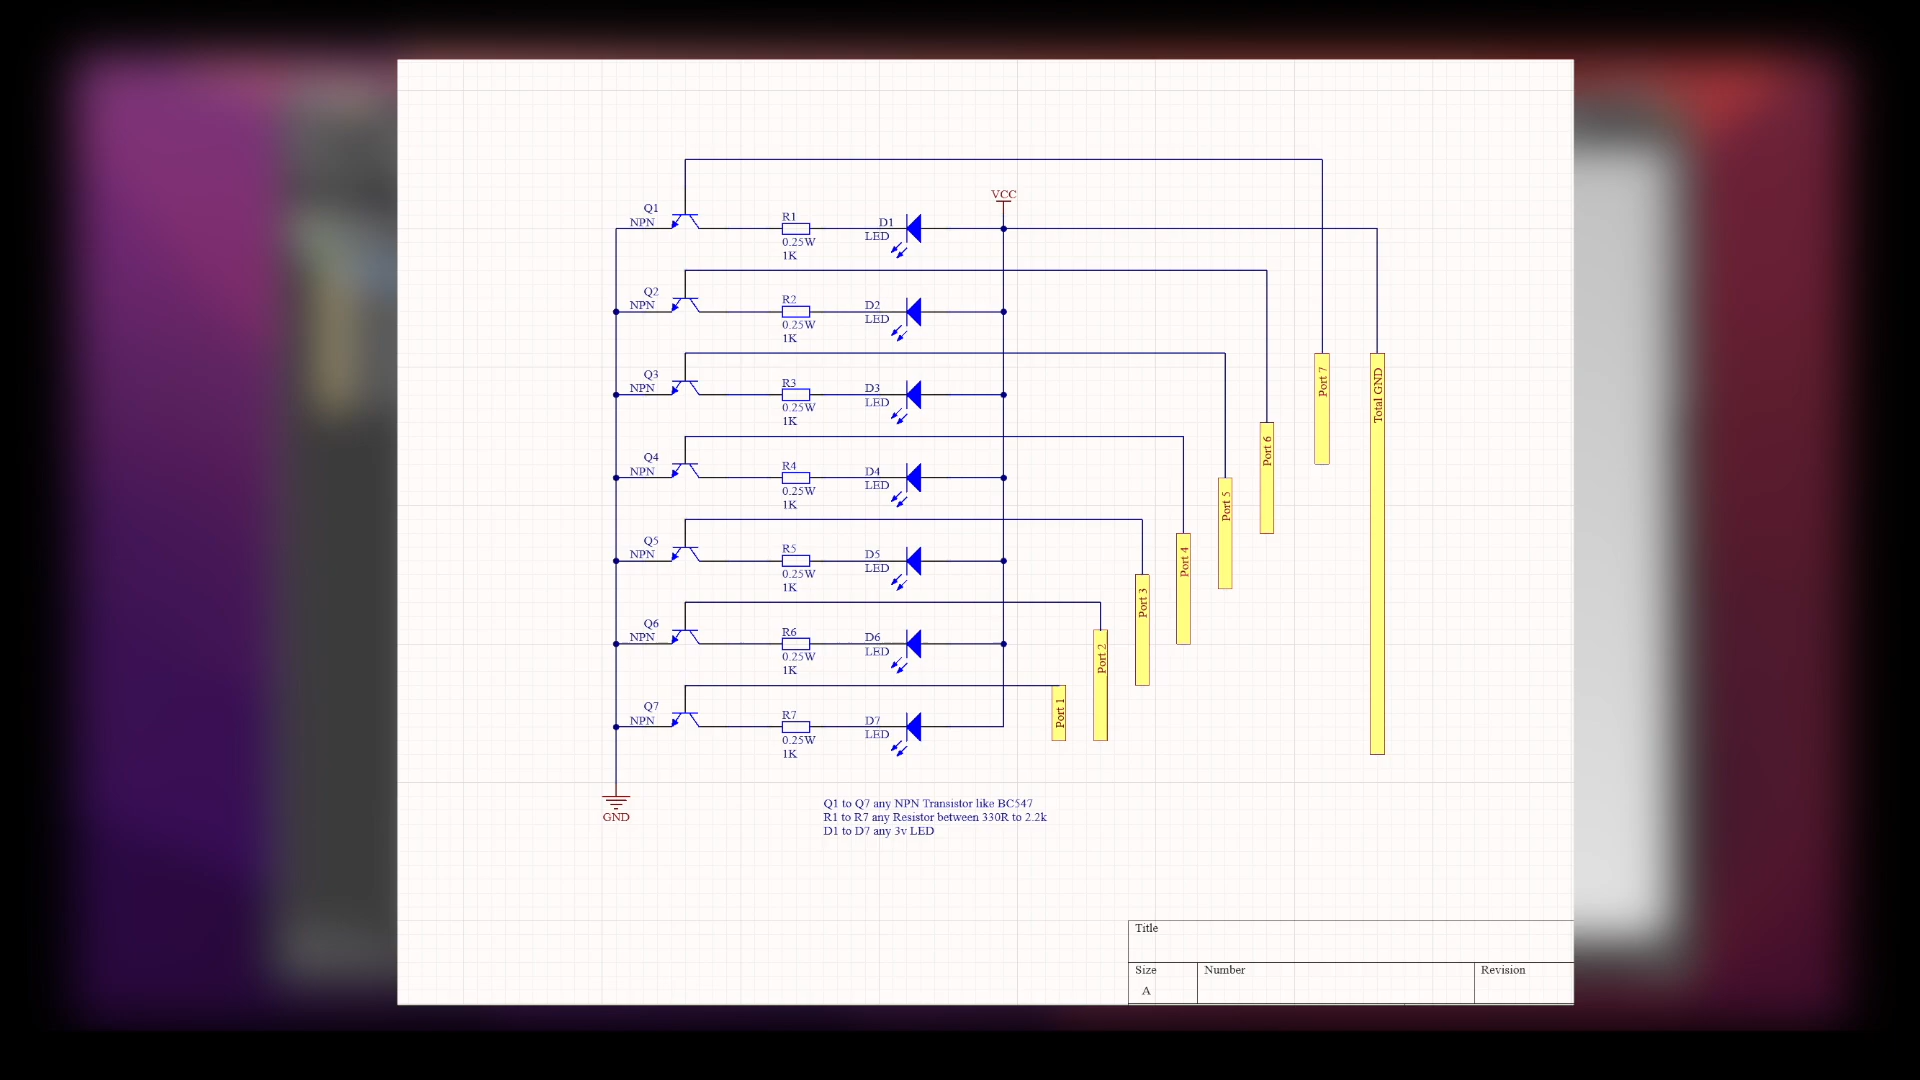 VCC
Q1
NPN
R1
0.25W
1K
D1
LED
Q2
NPN
R2
0.25W
1K
D2
LED
Q3
NPN
R3
0.25W
1K
D3
LED
Q4
NPN
R4
0.25W
1K
D4
LED
Q5
NPN
R5
0.25W
1K
D5
LED
Q6
NPN
R6
0.25W
1K
D6
LED
Q7
NPN
R7
0.25W
1K
D7
LED
Port 1
Port 2
Port 3
Port 4
Port 5
Port 6
Port 7
Total GND
GND
Q1 to Q7 any NPN Transistor like BC547
R1 to R7 any Resistor between 330R to 2.2k
D1 to D7 any 3v LED
Title
Size
A
Number
Revision